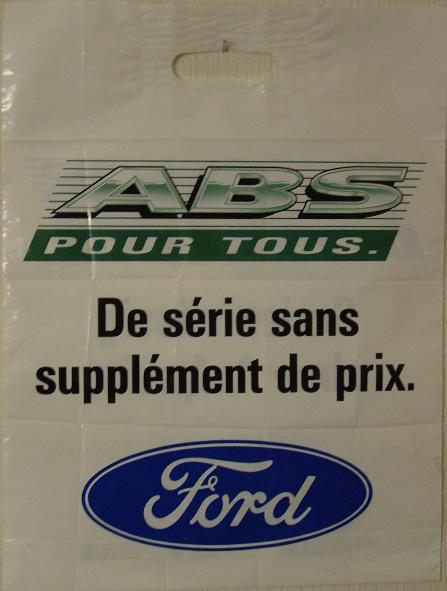 ABS
POUR TOUS.
De série sans
supplément de prix.
Ford